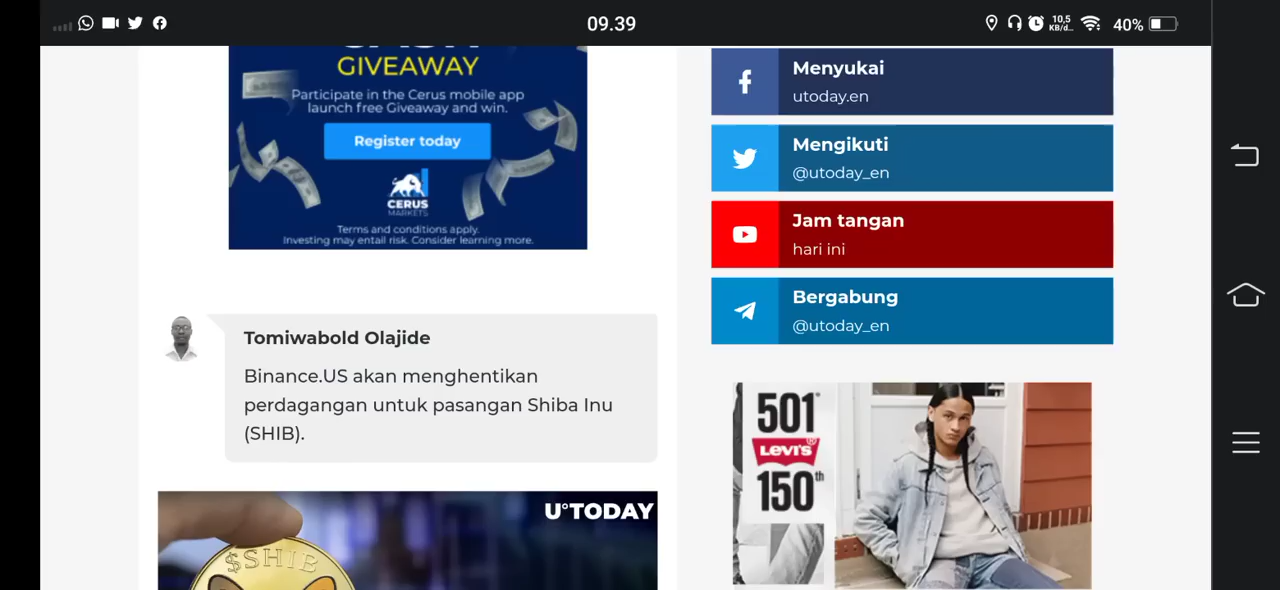 09.39
10,5
KB/d...
40%
GIVEAWAY
Participate in the Cerus mobile app
launch free Giveaway and win.
Register today
CERUS
MARKETS
Terms and conditions apply.
Investing may entail risk. Consider learning more.
Tomiwabold Olajide
Binance.US akan menghentikan
perdagangan untuk pasangan Shiba Inu
(SHIB).
U°TODAY
$SHIB
Menyukai
utoday.en
Mengikuti
@utoday_en
Jam tangan
hari ini
Bergabung
@utoday_en
501®
LEVI'S®
150th